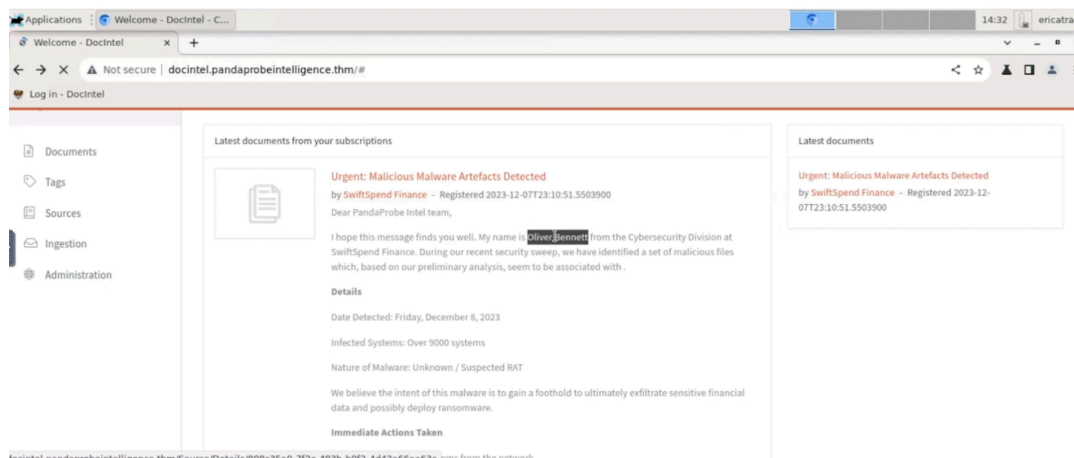 Applications
Welcome - DocIntel - C...
14:32
ericatra
Welcome - DocIntel
Not secure
docintel.pandaprobeintelligence.thm/#
Log in - DocIntel
Documents
Tags
Sources
Ingestion
Administration
Latest documents from your subscriptions
Urgent: Malicious Malware Artefacts Detected
by SwiftSpend Finance - Registered 2023-12-07T23:10:51.5503900
Dear PandaProbe Intel team,
I hope this message finds you well. My name is Oliver Bennett from the Cybersecurity Division at
SwiftSpend Finance. During our recent security sweep, we have identified a set of malicious files
which, based on our preliminary analysis, seem to be associated with .
Details
Date Detected: Friday, December 8, 2023
Infected Systems: Over 9000 systems
Nature of Malware: Unknown / Suspected RAT
We believe the intent of this malware is to gain a foothold to ultimately exfiltrate sensitive financial
data and possibly deploy ransomware.
Immediate Actions Taken
Latest documents
Urgent: Malicious Malware Artefacts Detected
by SwiftSpend Finance - Registered 2023-12-
07T23:10:51.5503900